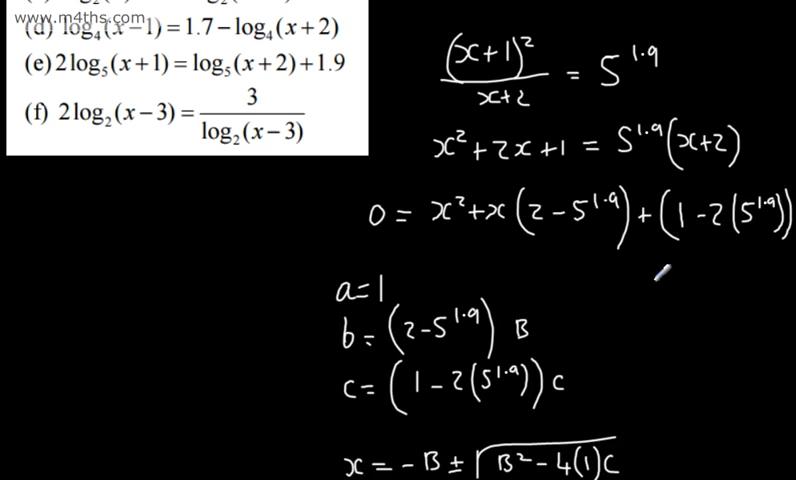 www.m4ths.com
(d) log₄(x−1)=1.7−log₄(x+2)
(e) 2log₅(x+1)=log₅(x+2)+1.9
(f) 2log₂(x−3)=3/log₂(x−3)
(x+1)²/x+2 = 5^1.9
x²+2x+1 = 5^1.9(x+2)
0 = x²+x(2−5^1.9)+(1−2(5^1.9))
a=1
b=(2−5^1.9) B
c=(1−2(5^1.9)) C
x = −B ± √B²−4(1)C